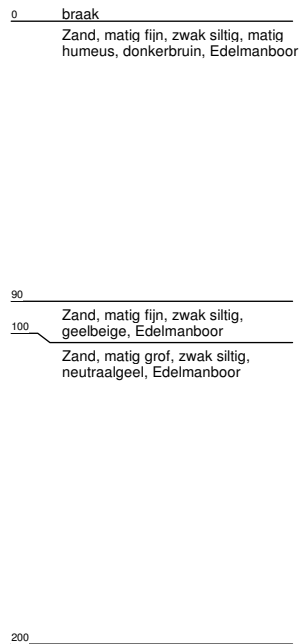 0 braak
Zand, matig fijn, zwak siltig, matig
humeus, donkerbruin, Edelmanboor
90
Zand, matig fijn, zwak siltig,
geelbeige, Edelmanboor
100
Zand, matig grof, zwak siltig,
neutraalgeel, Edelmanboor
200